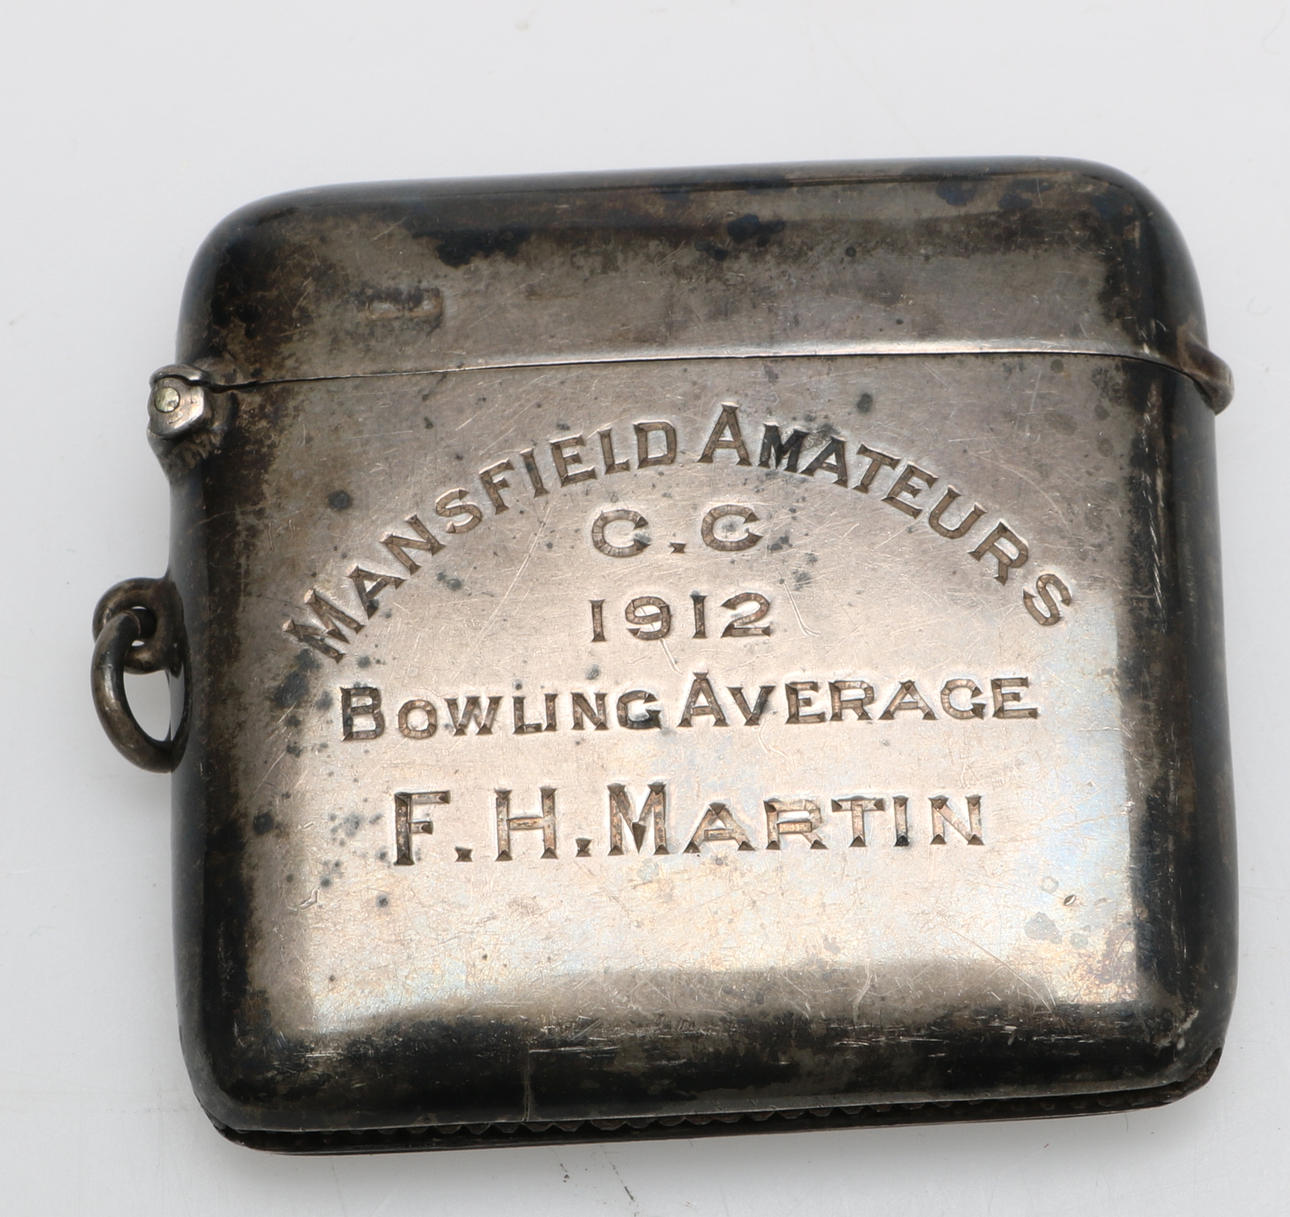 MANSFIELD AMATEURS
C.C
1912
BOWLING AVERAGE
F.H.MARTIN